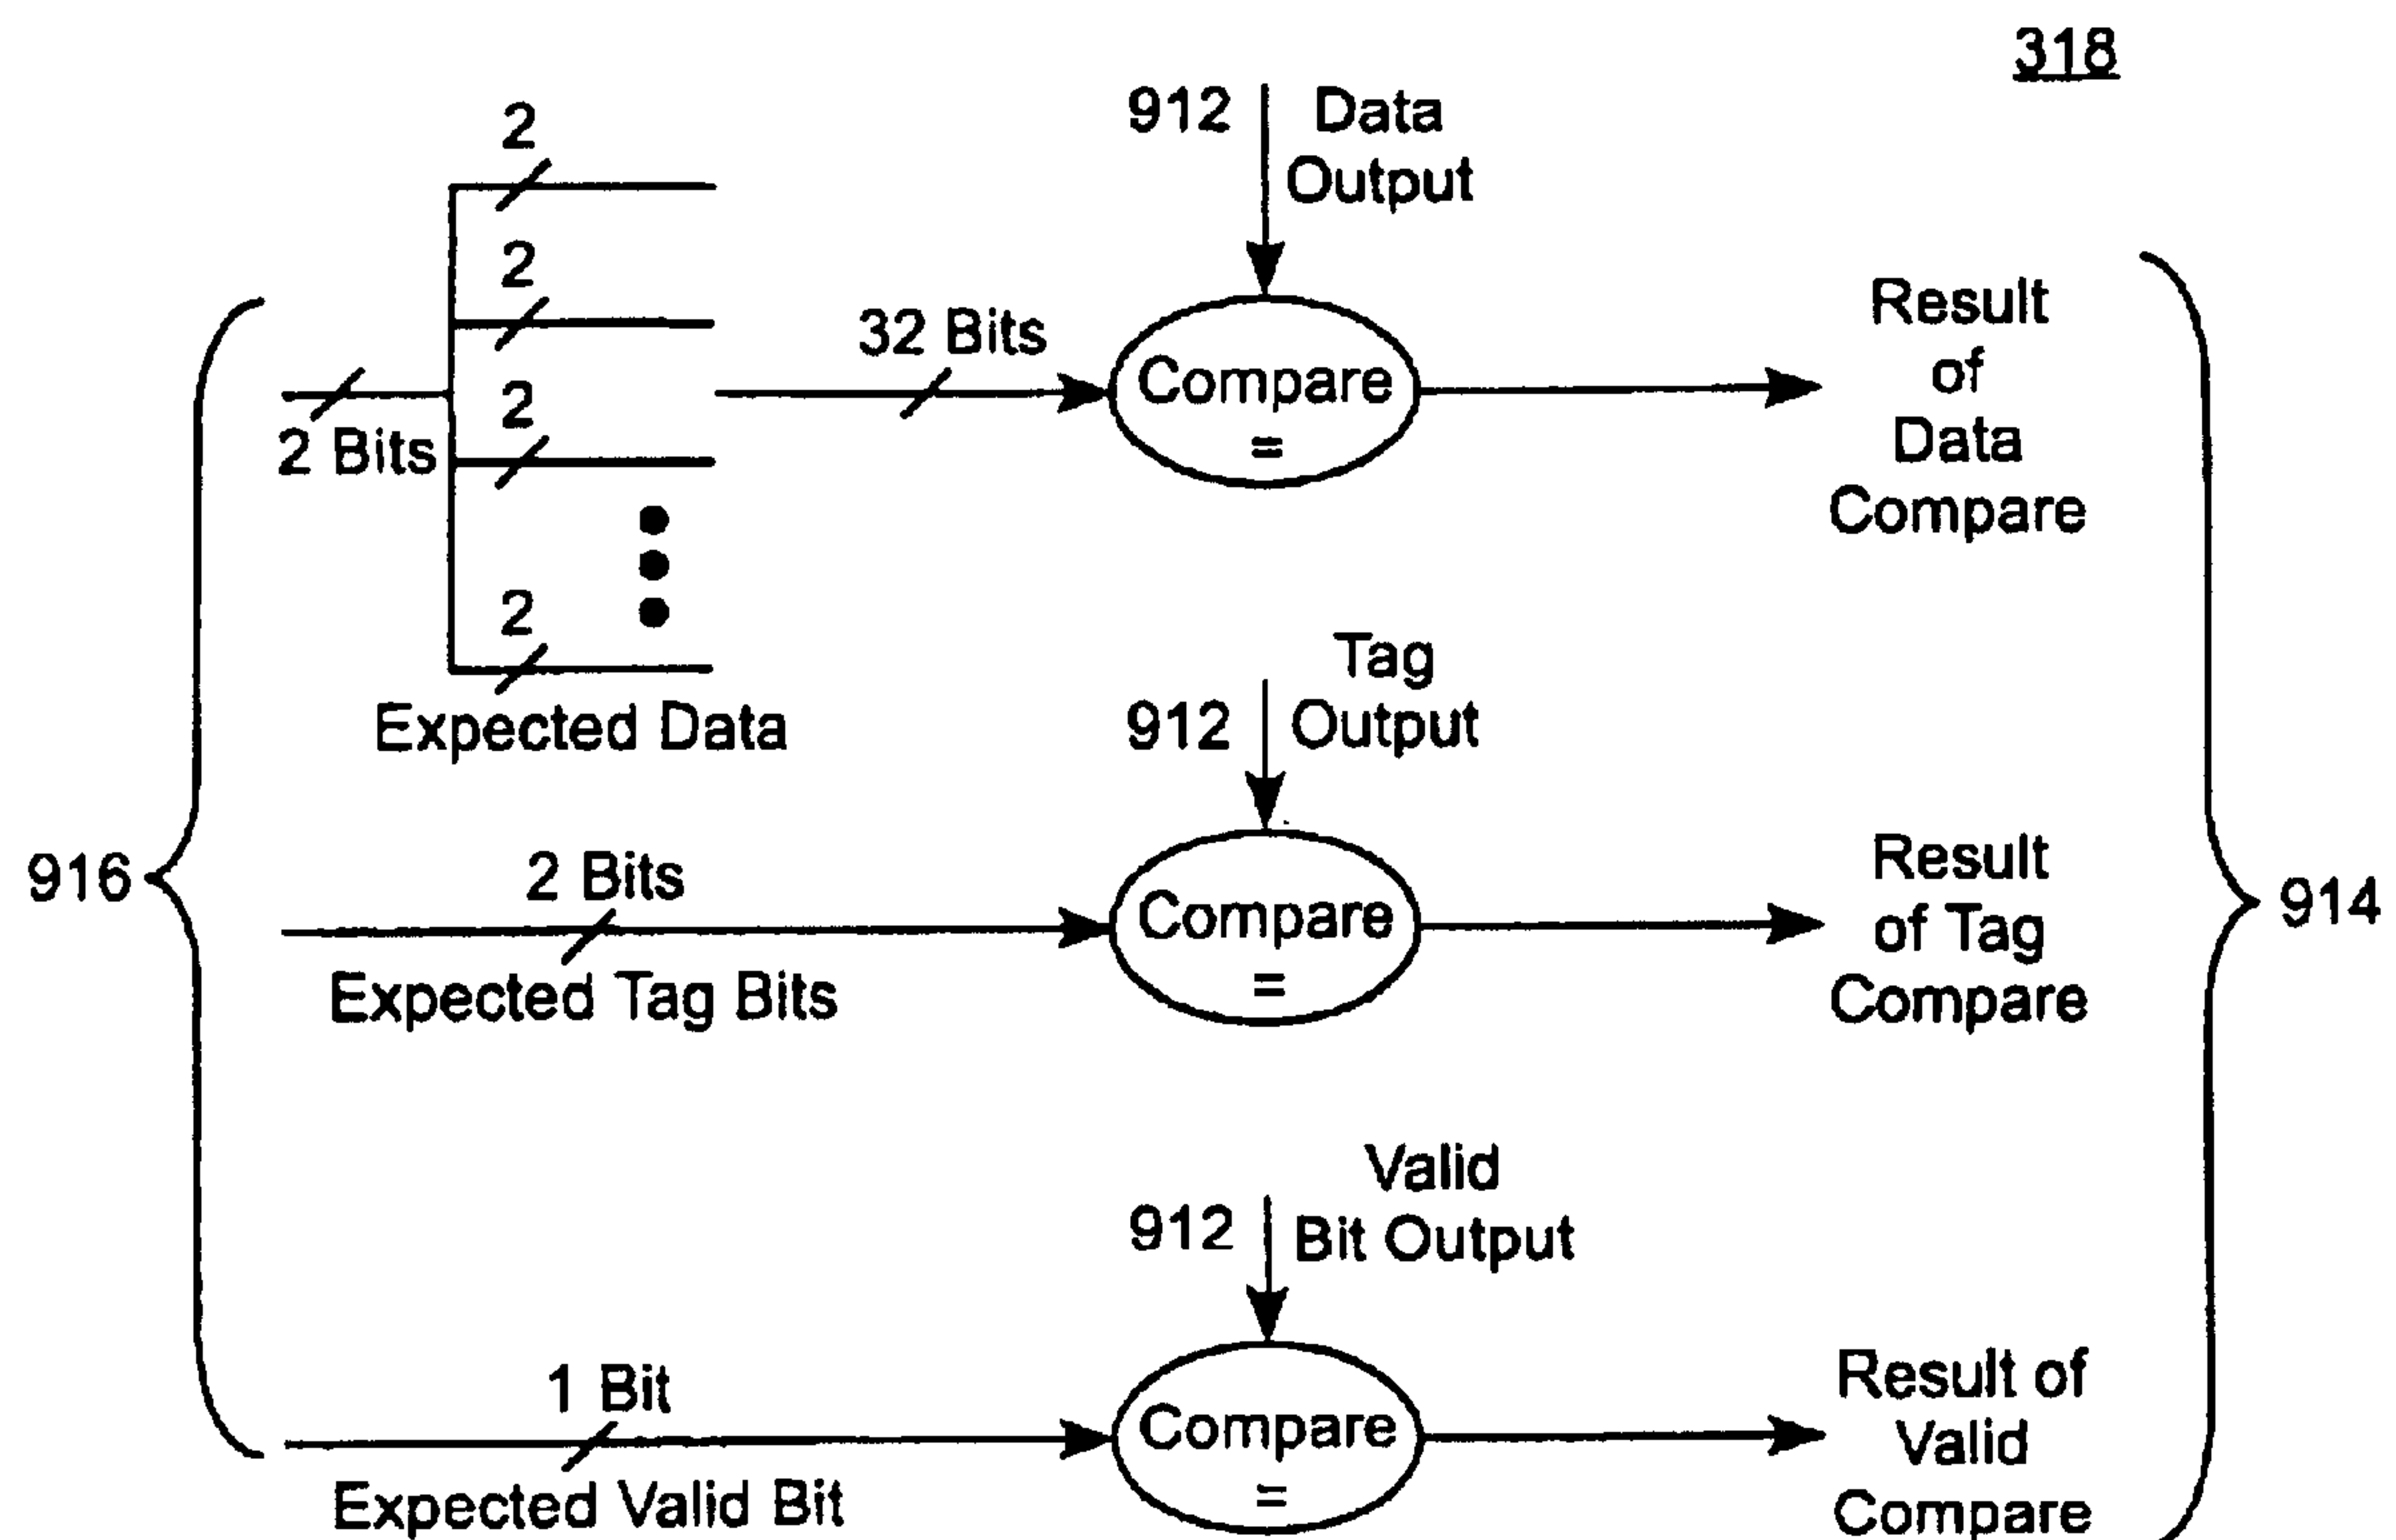 318
912
Data
Output
2
2
2
2
2 Bits
32 Bits
Compare
=
Result
of
Data
Compare
Expected Data
912
Tag
Output
916
2 Bits
Expected Tag Bits
Compare
=
Result
of Tag
Compare
914
912
Valid
Bit Output
1 Bit
Expected Valid Bit
Compare
=
Result of
Valid
Compare